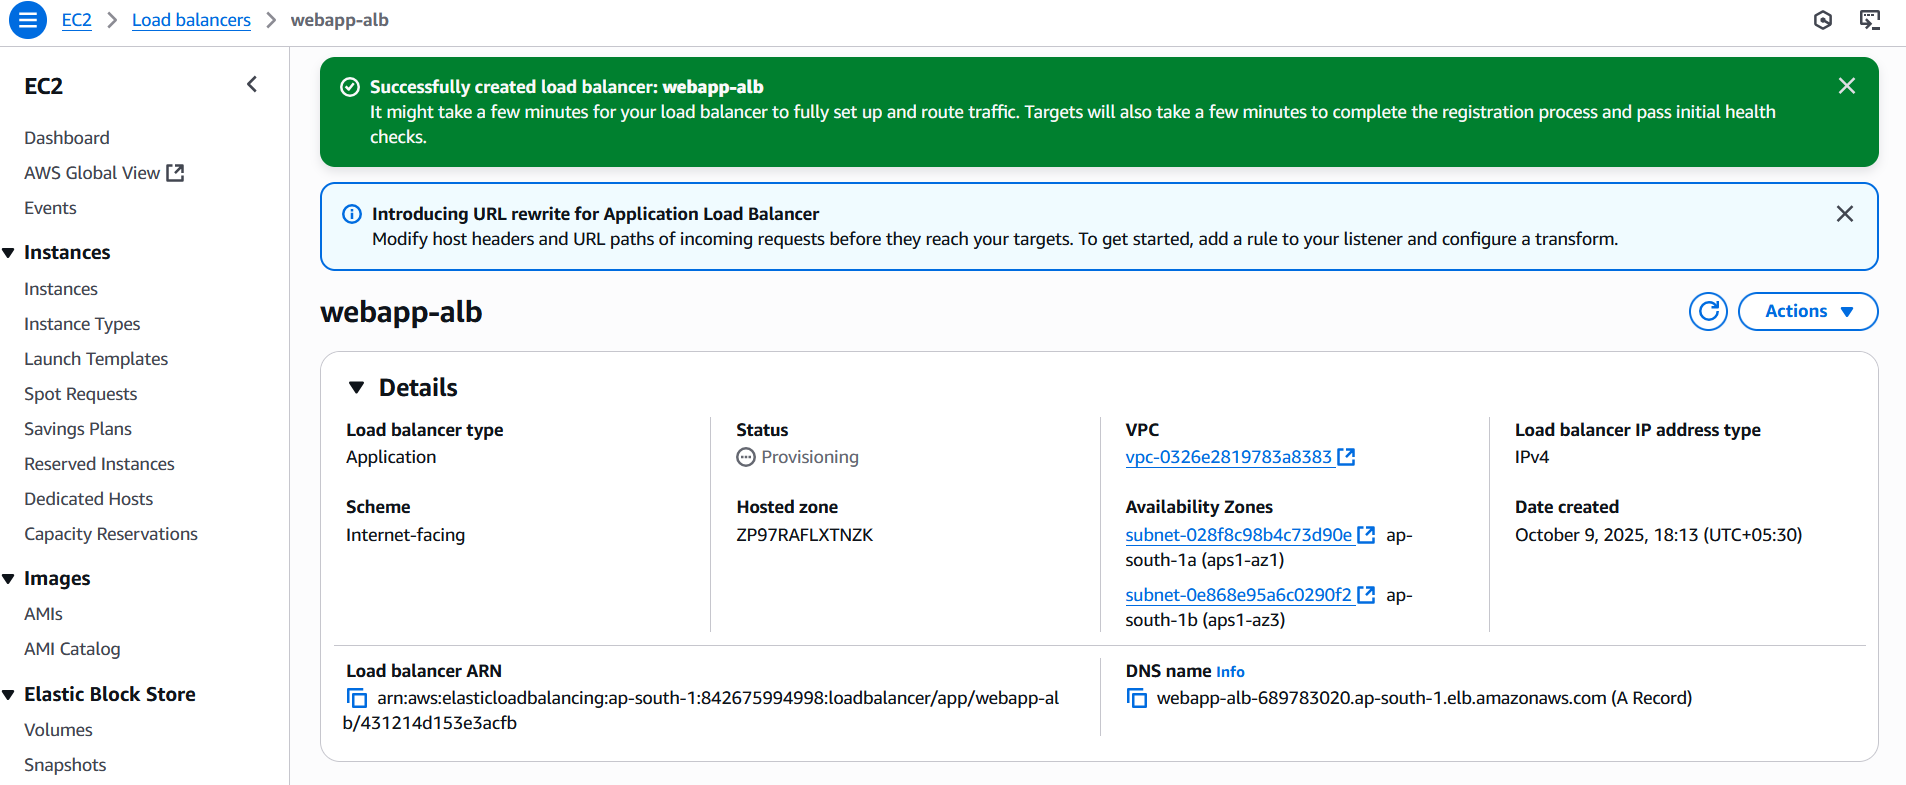 EC2 > Load balancers > webapp-alb
EC2
Dashboard
AWS Global View
Events
Instances
Instances
Instance Types
Launch Templates
Spot Requests
Savings Plans
Reserved Instances
Dedicated Hosts
Capacity Reservations
Images
AMIs
AMI Catalog
Elastic Block Store
Volumes
Snapshots
Successfully created load balancer: webapp-alb
It might take a few minutes for your load balancer to fully set up and route traffic. Targets will also take a few minutes to complete the registration process and pass initial health
checks.
Introducing URL rewrite for Application Load Balancer
Modify host headers and URL paths of incoming requests before they reach your targets. To get started, add a rule to your listener and configure a transform.
webapp-alb
Actions
Details
Load balancer type
Application
Scheme
Internet-facing
Status
Provisioning
Hosted zone
ZP97RAFLXTNZK
VPC
vpc-0326e2819783a8383
Availability Zones
subnet-028f8c98b4c73d90e ap-
south-1a (aps1-az1)
subnet-0e868e95a6c0290f2 ap-
south-1b (aps1-az3)
Load balancer IP address type
IPv4
Date created
October 9, 2025, 18:13 (UTC+05:30)
Load balancer ARN
arn:aws:elasticloadbalancing:ap-south-1:842675994998:loadbalancer/app/webapp-al
b/431214d153e3acfb
DNS name Info
webapp-alb-689783020.ap-south-1.elb.amazonaws.com (A Record)